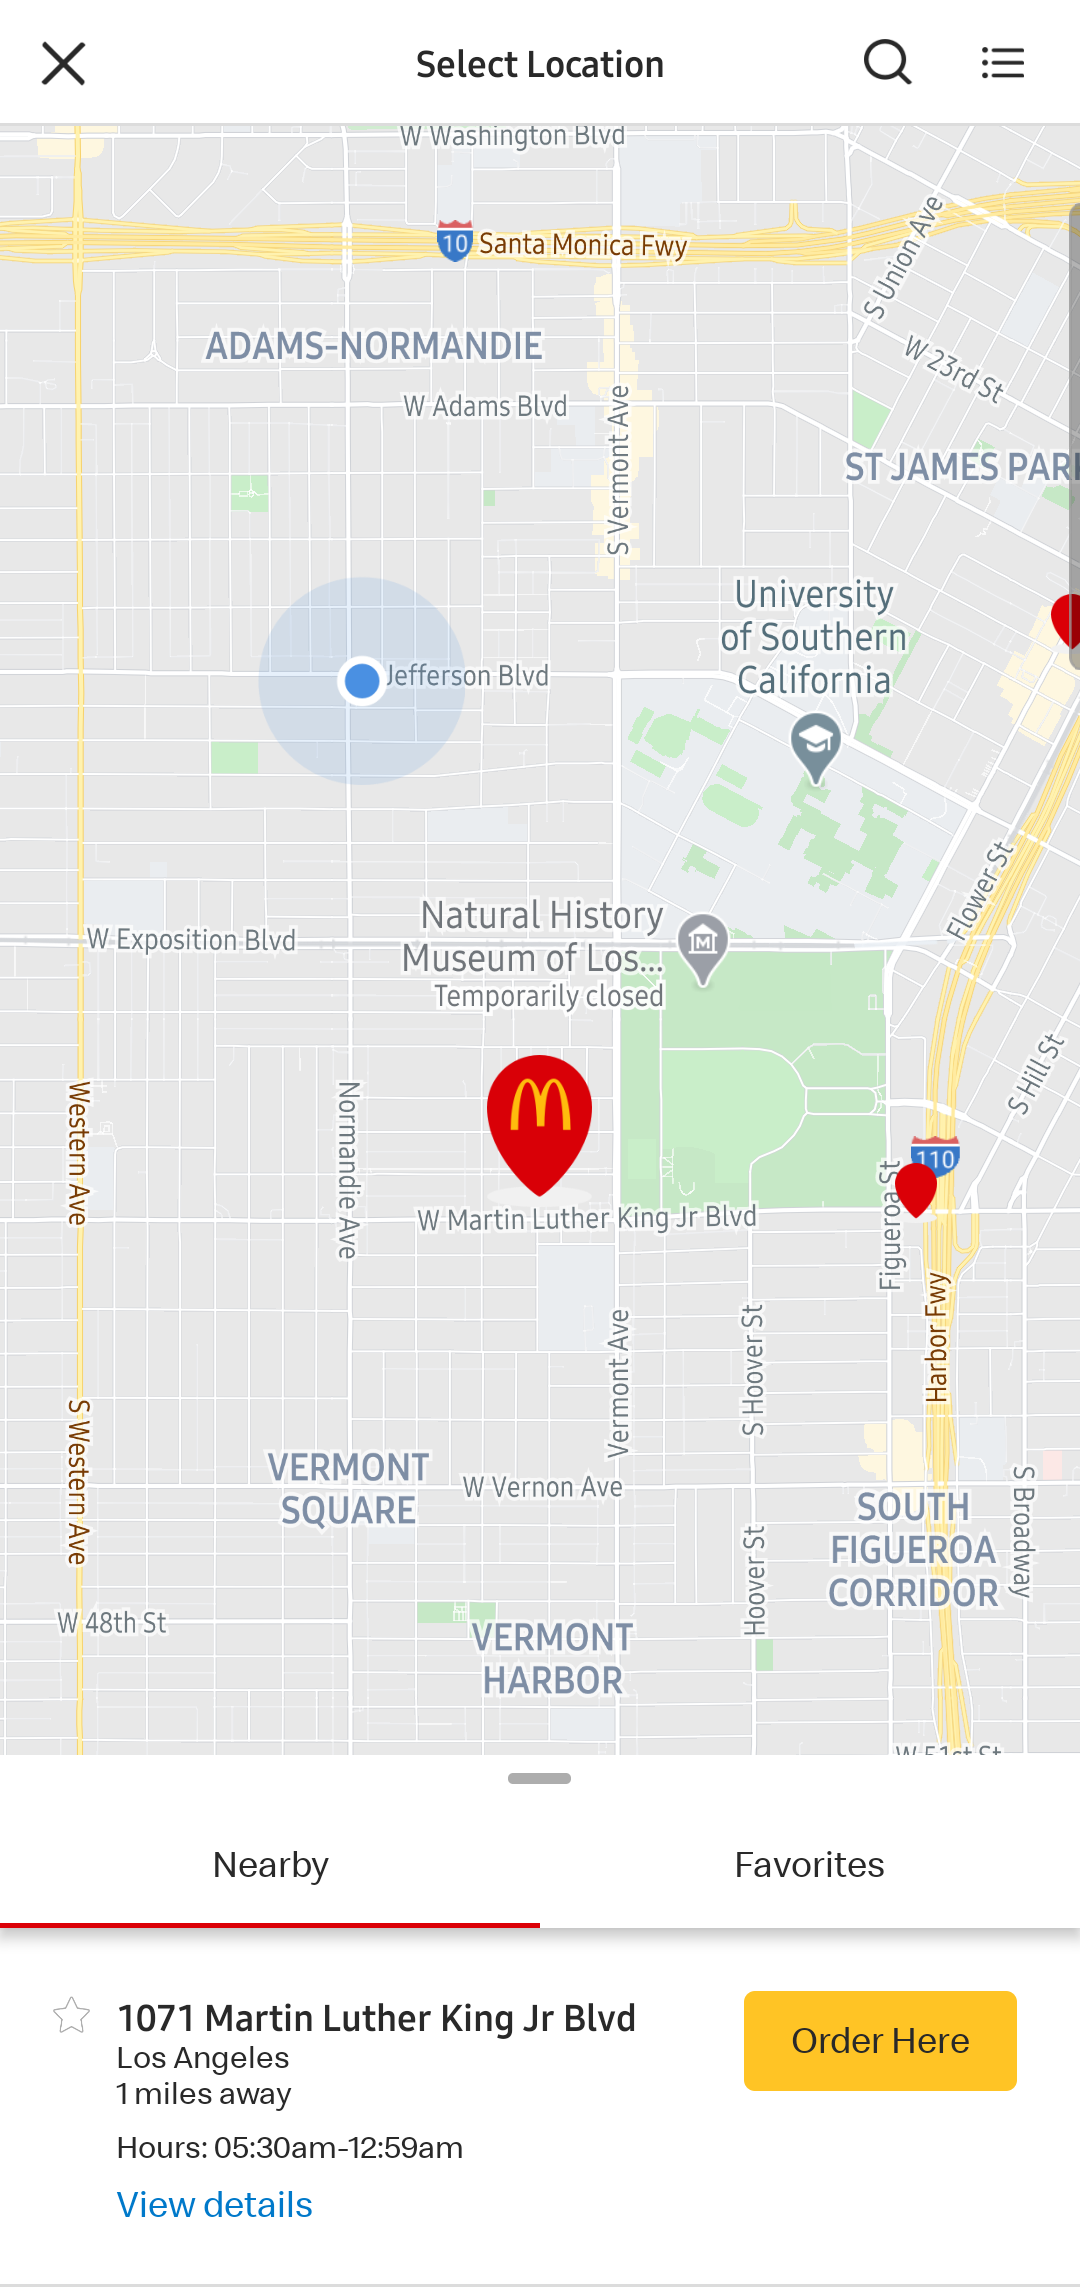 Select Location
W Washington Blvd
10
Santa Monica Fwy
S Union Ave
ADAMS-NORMANDIE
W 23rd St
W Adams Blvd
S Vermont Ave
ST JAMES PARK
University
of Southern
California
Jefferson Blvd
Flower St
Natural History
Museum of Los...
Temporarily closed
W Exposition Blvd
S Hill St
Western Ave
Normandie Ave
110
Figueroa St
W Martin Luther King Jr Blvd
Harbor Fwy
Vermont Ave
S Hoover St
S Western Ave
VERMONT
SQUARE
W Vernon Ave
S Broadway
SOUTH
FIGUEROA
CORRIDOR
Hoover St
W 48th St
VERMONT
HARBOR
W 51st St
Nearby
Favorites
1071 Martin Luther King Jr Blvd
Los Angeles
1 miles away
Order Here
Hours: 05:30am-12:59am
View details